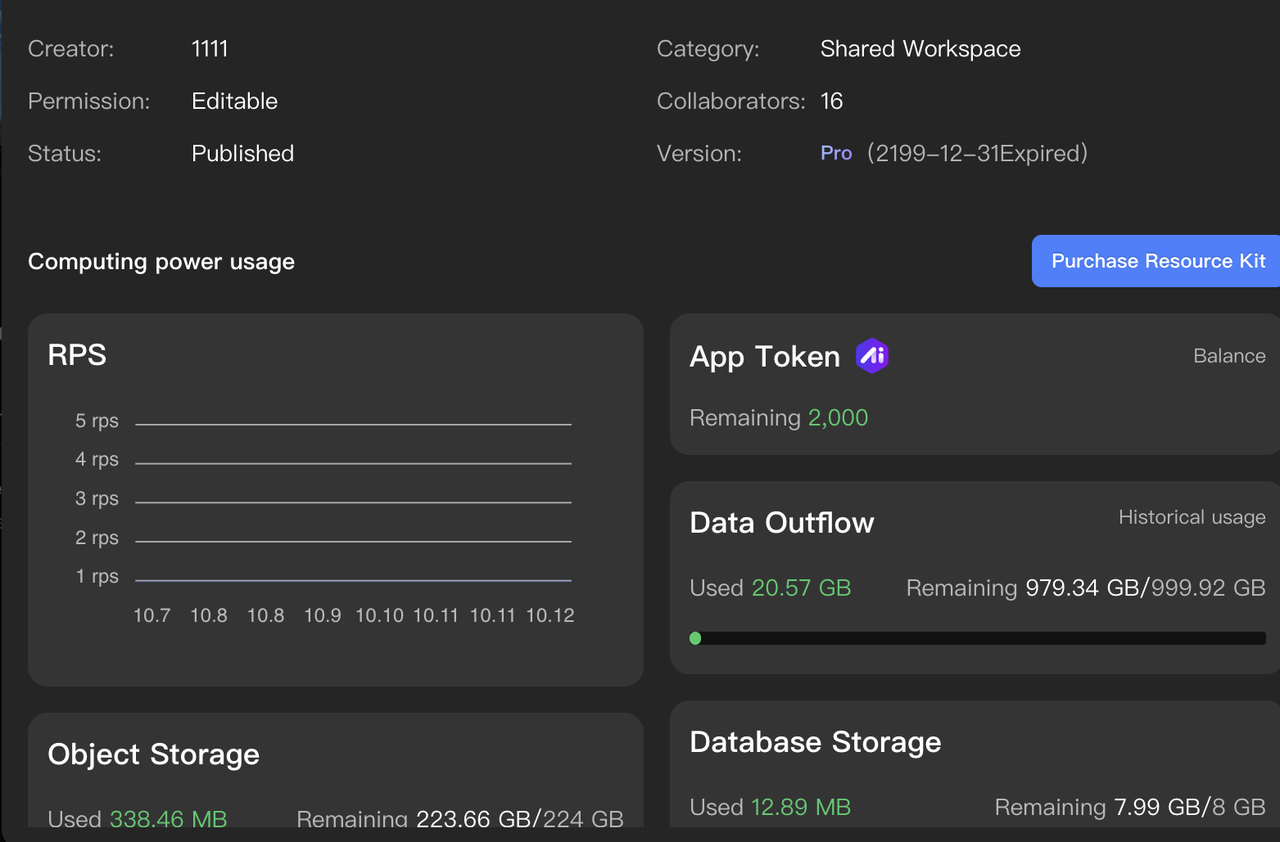 Creator: 1111
Category: Shared Workspace
Permission: Editable
Collaborators: 16
Status: Published
Version: Pro (2199-12-31Expired)
Computing power usage
Purchase Resource Kit
RPS
5 rps
4 rps
3 rps
2 rps
1 rps
10.7 10.8 10.8 10.9 10.10 10.11 10.11 10.12
App Token Ai
Balance
Remaining 2,000
Data Outflow
Historical usage
Used 20.57 GB
Remaining 979.34 GB/999.92 GB
Object Storage
Used 338.46 MB
Remaining 223.66 GB/224 GB
Database Storage
Used 12.89 MB
Remaining 7.99 GB/8 GB